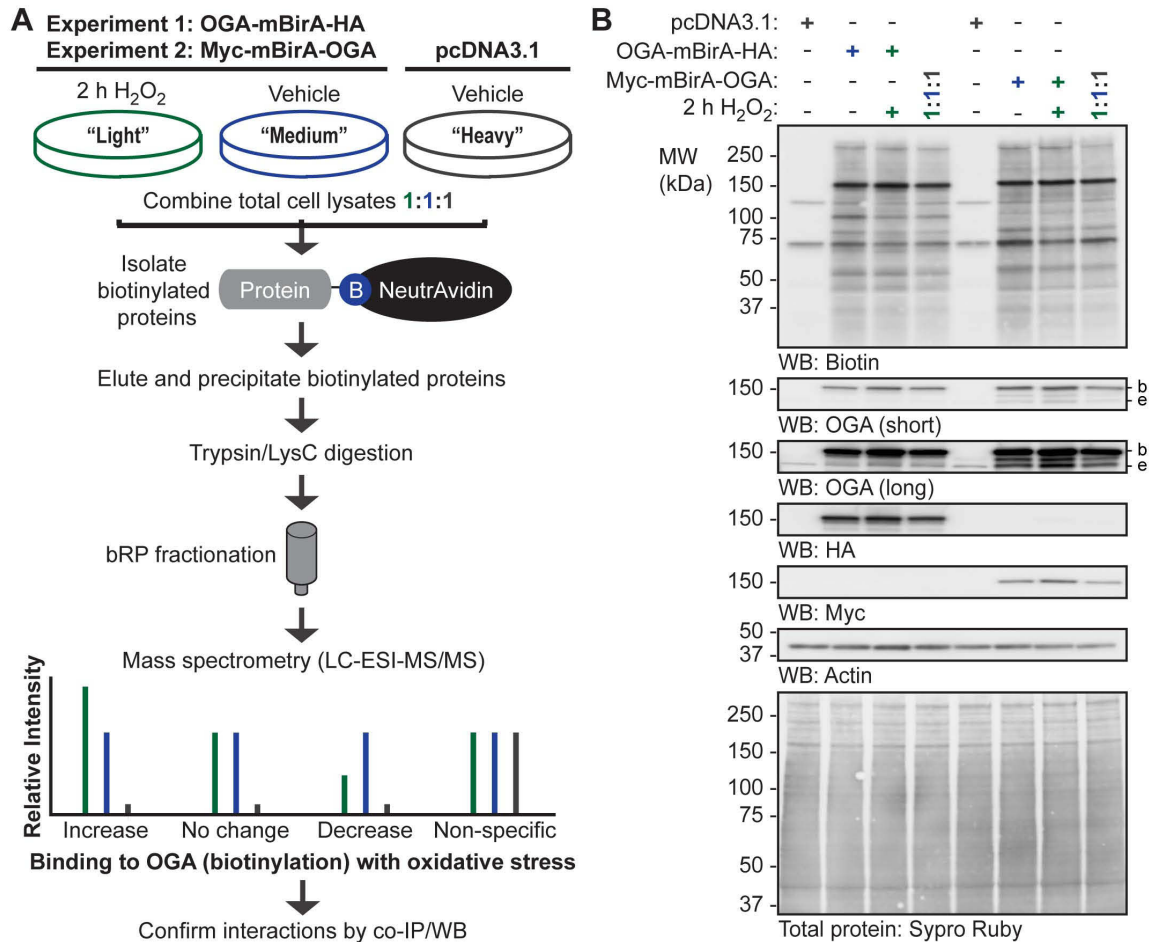 A
Experiment 1: OGA-mBirA-HA
Experiment 2: Myc-mBirA-OGA
pcDNA3.1
2 h H₂O₂
Vehicle
Vehicle
“Light”
“Medium”
“Heavy”
Combine total cell lysates 1:1:1
Isolate
biotinylated
proteins
Protein
B
NeutrAvidin
Elute and precipitate biotinylated proteins
Trypsin/LysC digestion
bRP fractionation
Mass spectrometry (LC-ESI-MS/MS)
Relative Intensity
Increase
No change
Decrease
Non-specific
Binding to OGA (biotinylation) with oxidative stress
Confirm interactions by co-IP/WB
B
pcDNA3.1: + - - + - -
OGA-mBirA-HA: - + + - - -
Myc-mBirA-OGA: - - - - + +
2 h H₂O₂: - - + - - +
1:1:1
1:1:1
MW
(kDa)
250 -
150 -
100 -
75 -
50 -
37 -
WB: Biotin
150 -
- b
- e
WB: OGA (short)
150 -
- b
- e
WB: OGA (long)
150 -
WB: HA
150 -
WB: Myc
50 -
37 -
WB: Actin
250 -
150 -
100 -
75 -
50 -
37 -
Total protein: Sypro Ruby